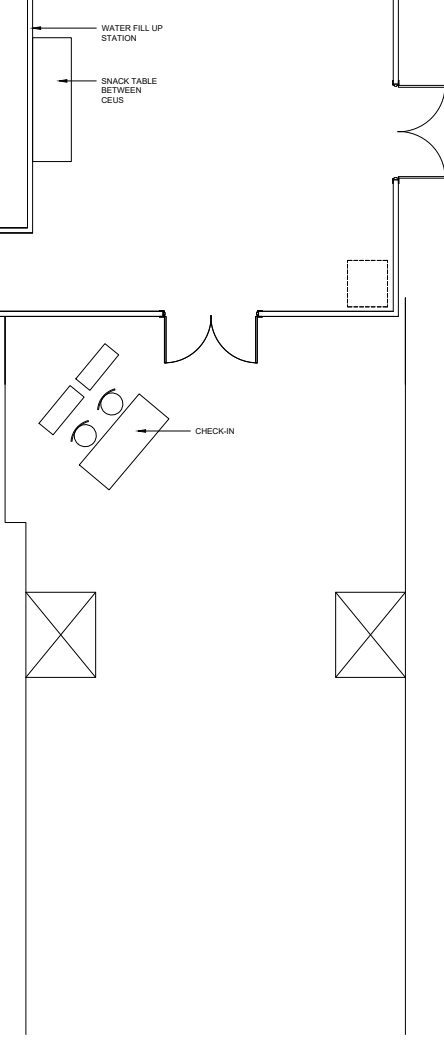 WATER FILL UP
STATION
SNACK TABLE
BETWEEN
CEUS
CHECK-IN